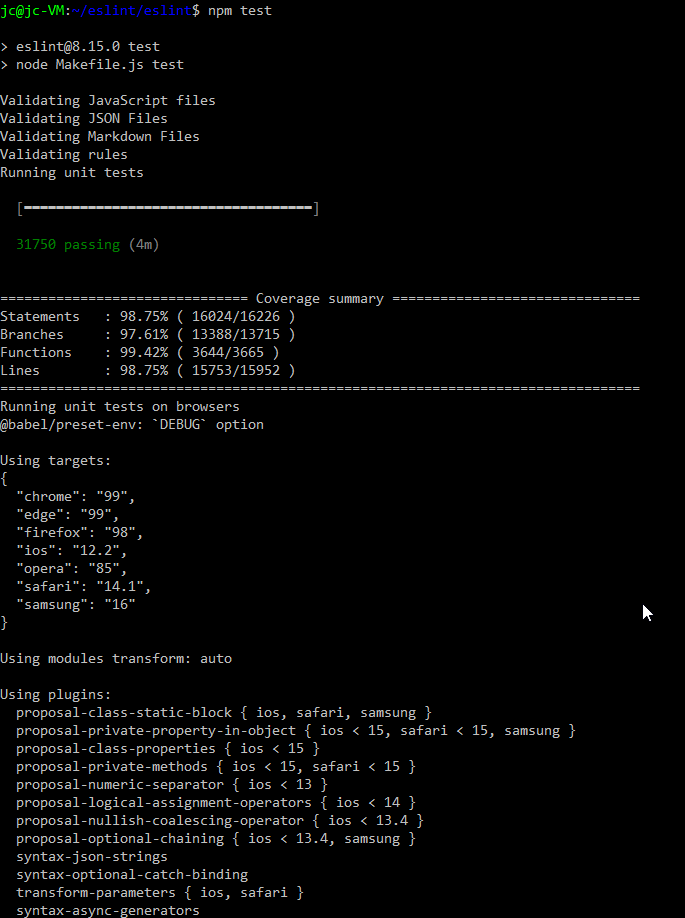 jc@jc-VM:~/eslint/eslint$ npm test
> eslint@8.15.0 test
> node Makefile.js test
Validating JavaScript files
Validating JSON Files
Validating Markdown Files
Validating rules
Running unit tests
[━━━━━━━━━━━━━━━━━━━━━━━━━━━━━━━━━━━━]
31750 passing (4m)
=============================== Coverage summary ===============================
Statements   : 98.75% ( 16024/16226 )
Branches     : 97.61% ( 13388/13715 )
Functions    : 99.42% ( 3644/3665 )
Lines        : 98.75% ( 15753/15952 )
================================================================================
Running unit tests on browsers
@babel/preset-env: `DEBUG` option
Using targets:
{
  "chrome": "99",
  "edge": "99",
  "firefox": "98",
  "ios": "12.2",
  "opera": "85",
  "safari": "14.1",
  "samsung": "16"
}
Using modules transform: auto
Using plugins:
  proposal-class-static-block { ios, safari, samsung }
  proposal-private-property-in-object { ios < 15, safari < 15, samsung }
  proposal-class-properties { ios < 15 }
  proposal-private-methods { ios < 15, safari < 15 }
  proposal-numeric-separator { ios < 13 }
  proposal-logical-assignment-operators { ios < 14 }
  proposal-nullish-coalescing-operator { ios < 13.4 }
  proposal-optional-chaining { ios < 13.4, samsung }
  syntax-json-strings
  syntax-optional-catch-binding
  transform-parameters { ios, safari }
  syntax-async-generators